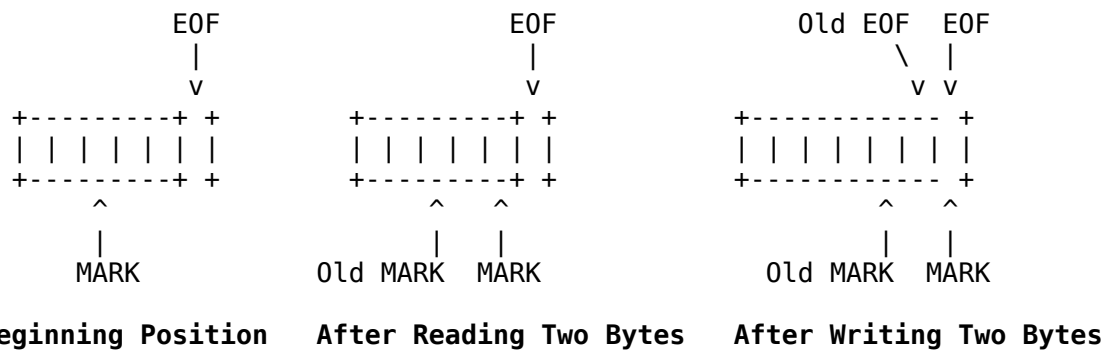 EOF                    EOF              Old EOF  EOF
                     |                      |                     \  |
                     v                      v                      v v
          +---------+ +        +---------+ +           +------------ +
          | | | | | | |        | | | | | | |           | | | | | | | |
          +---------+ +        +---------+ +           +------------ +
               ^                    ^   ^                       ^   ^
               |                    |   |                       |   |
              MARK          Old MARK  MARK              Old MARK  MARK
eginning Position   After Reading Two Bytes   After Writing Two Bytes